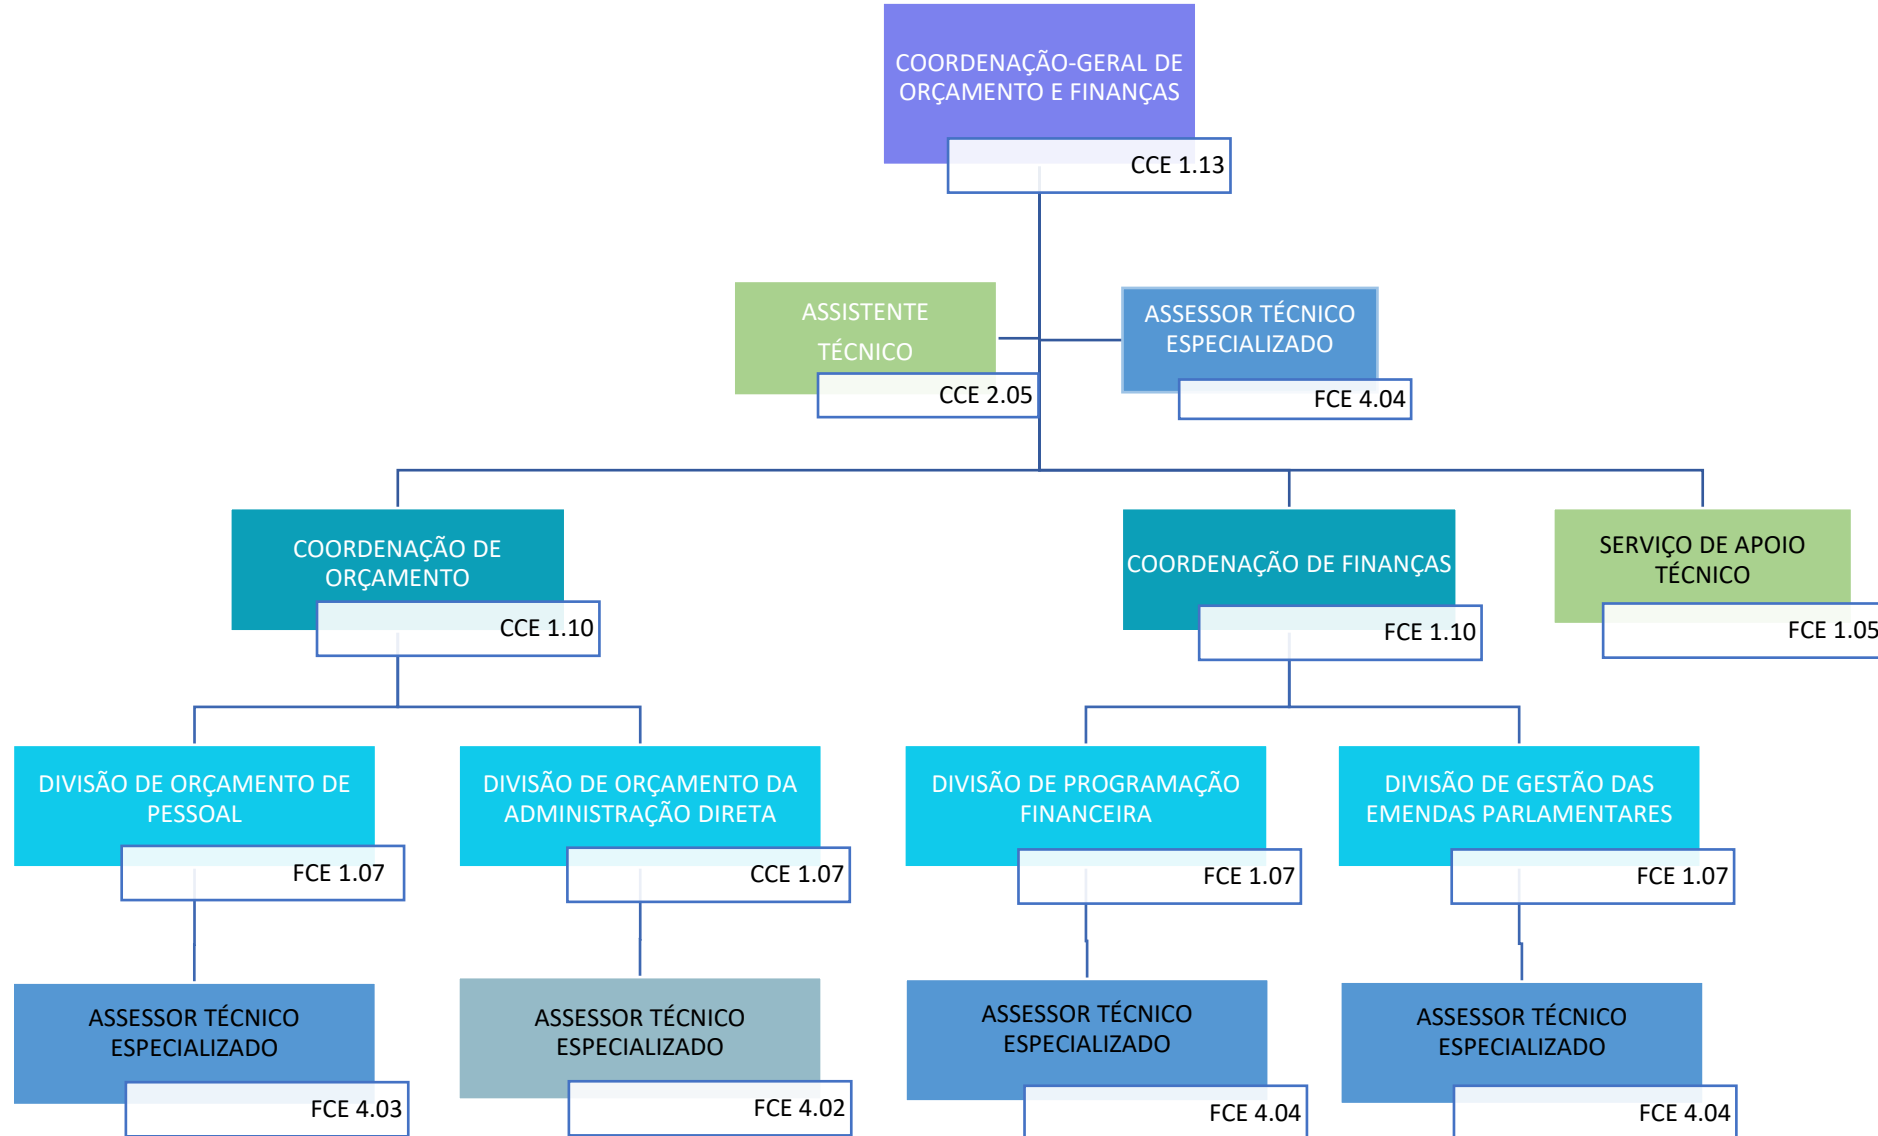 COORDENAÇÃO-GERAL DE
ORÇAMENTO E FINANÇAS
CCE 1.13
ASSISTENTE
TÉCNICO
CCE 2.05
ASSESSOR TÉCNICO
ESPECIALIZADO
FCE 4.04
COORDENAÇÃO DE
ORÇAMENTO
CCE 1.10
COORDENAÇÃO DE FINANÇAS
FCE 1.10
SERVIÇO DE APOIO
TÉCNICO
FCE 1.05
DIVISÃO DE ORÇAMENTO DE
PESSOAL
FCE 1.07
DIVISÃO DE ORÇAMENTO DA
ADMINISTRAÇÃO DIRETA
CCE 1.07
DIVISÃO DE PROGRAMAÇÃO
FINANCEIRA
FCE 1.07
DIVISÃO DE GESTÃO DAS
EMENDAS PARLAMENTARES
FCE 1.07
ASSESSOR TÉCNICO
ESPECIALIZADO
FCE 4.03
ASSESSOR TÉCNICO
ESPECIALIZADO
FCE 4.02
ASSESSOR TÉCNICO
ESPECIALIZADO
FCE 4.04
ASSESSOR TÉCNICO
ESPECIALIZADO
FCE 4.04